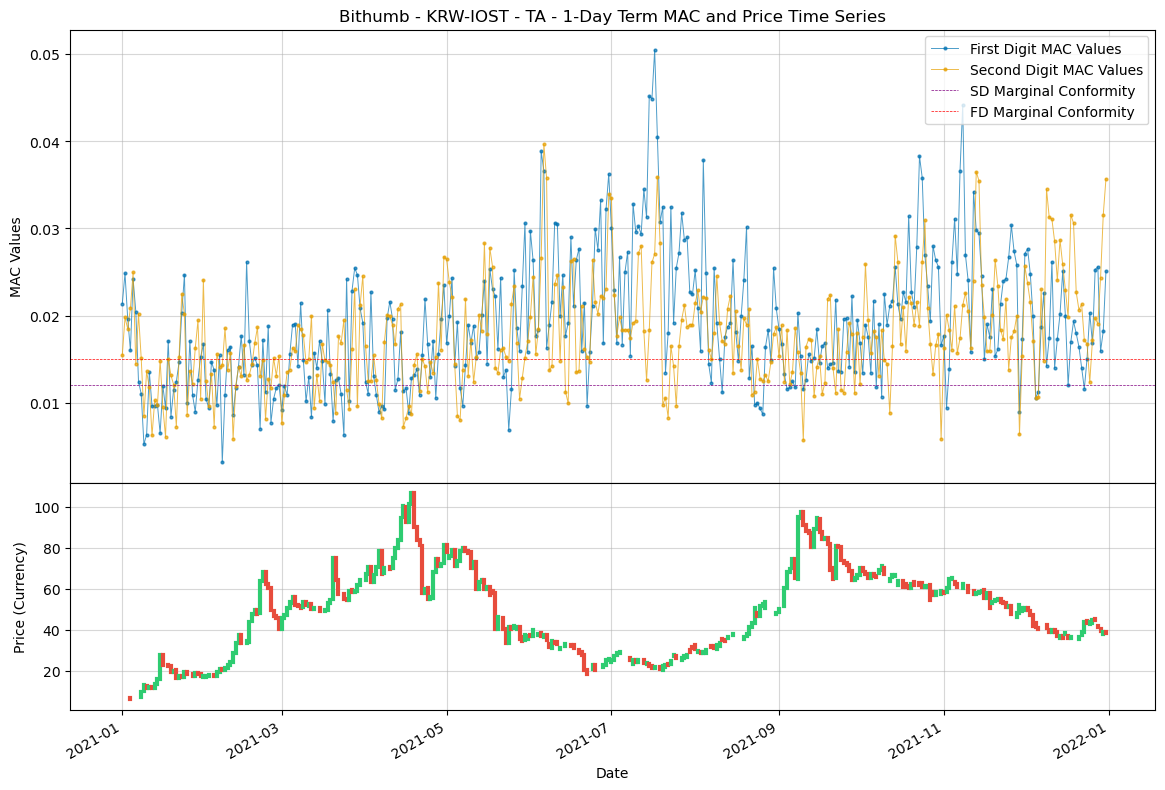 Bithumb - KRW-IOST - TA - 1-Day Term MAC and Price Time Series
First Digit MAC Values
Second Digit MAC Values
SD Marginal Conformity
FD Marginal Conformity
MAC Values
0.05
0.04
0.03
0.02
0.01
Price (Currency)
100
80
60
40
20
2021-01
2021-03
2021-05
2021-07
2021-09
2021-11
2022-01
Date